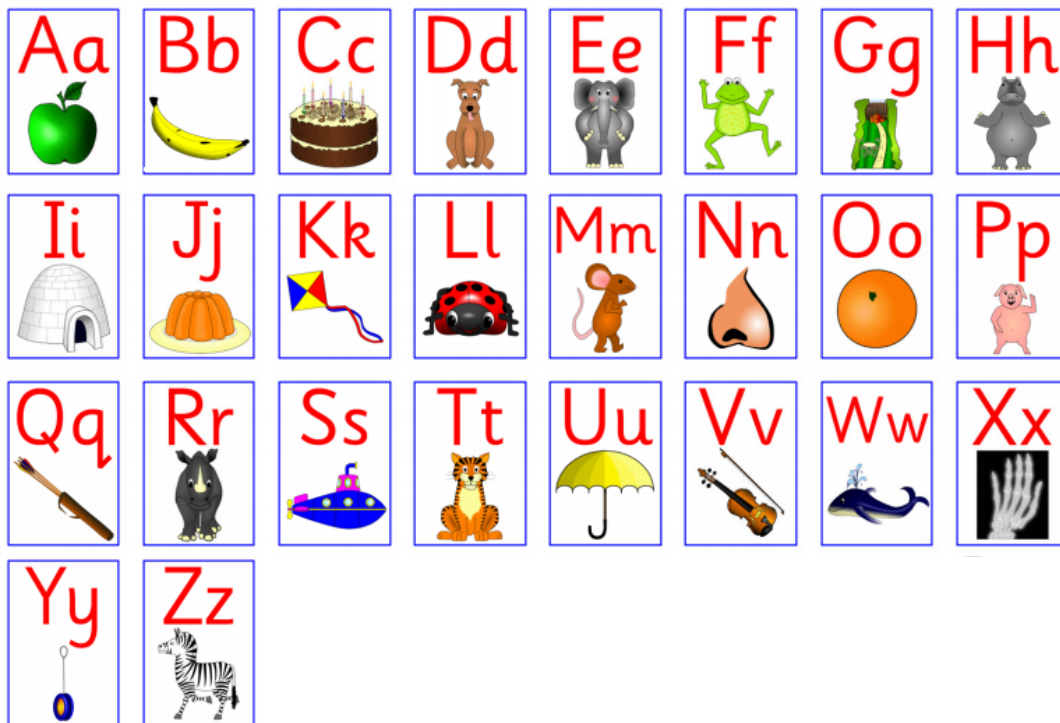 Aa Bb Cc Dd Ee Ff Gg Hh
Ii Jj Kk Ll Mm Nn Oo Pp
Qq Rr Ss Tt Uu Vv Ww Xx
Yy Zz